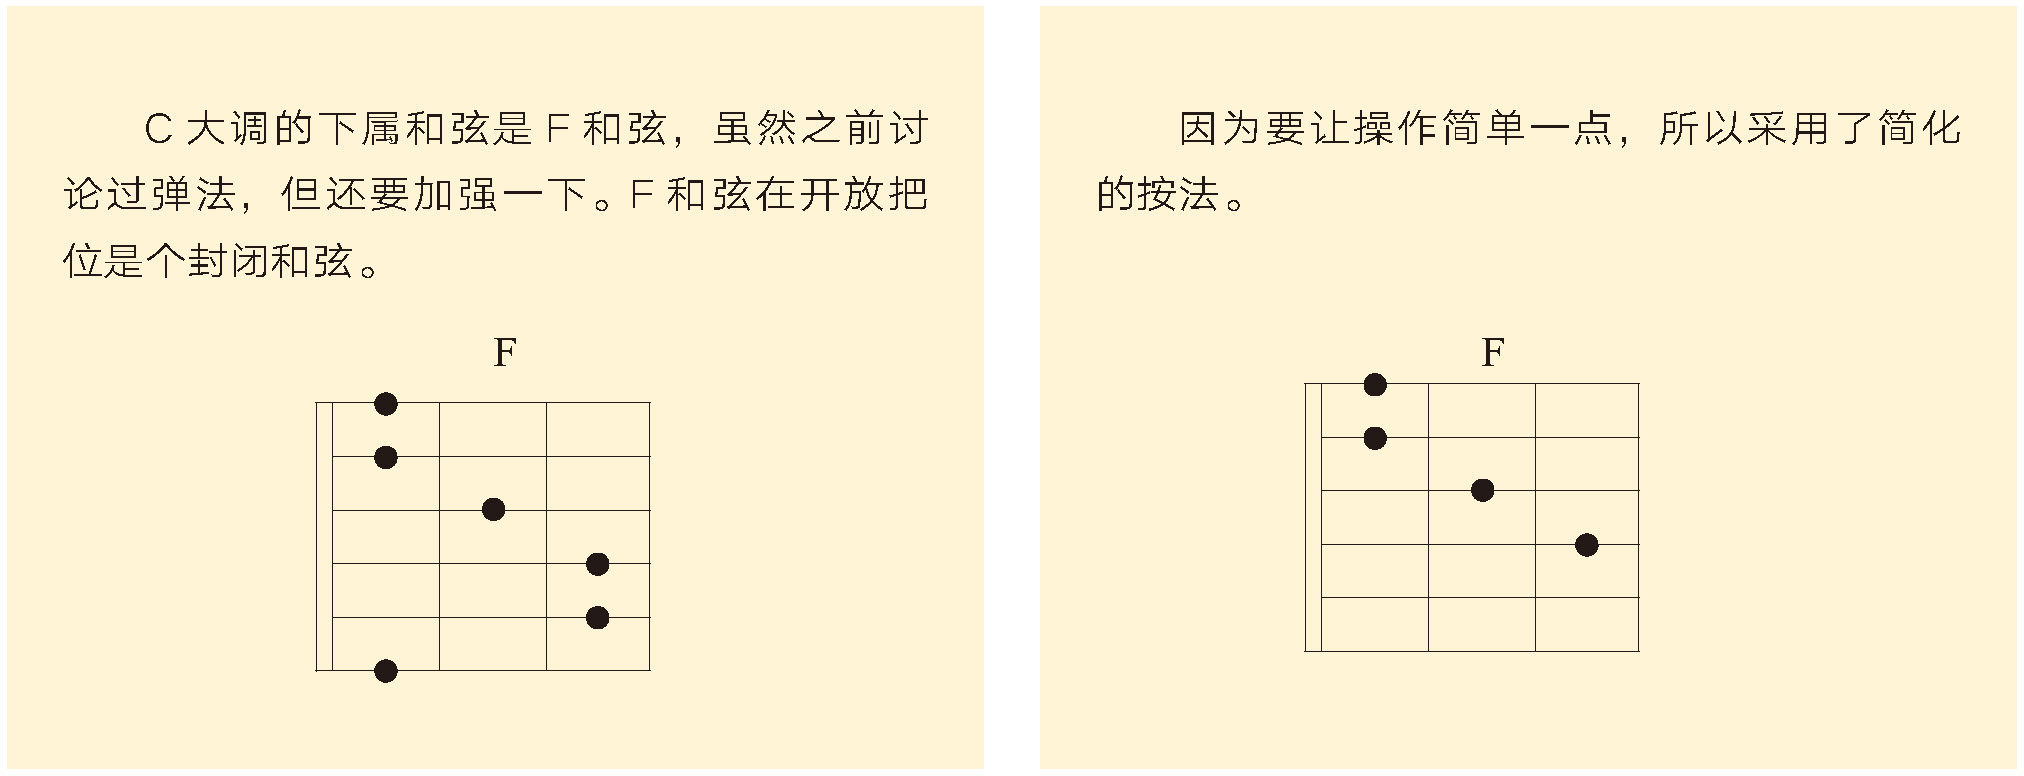 C 大调的下属和弦是 F 和弦，虽然之前讨
论过弹法，但还要加强一下。F 和弦在开放把
位是个封闭和弦。
F
因为要让操作简单一点，所以采用了简化
的按法。
F